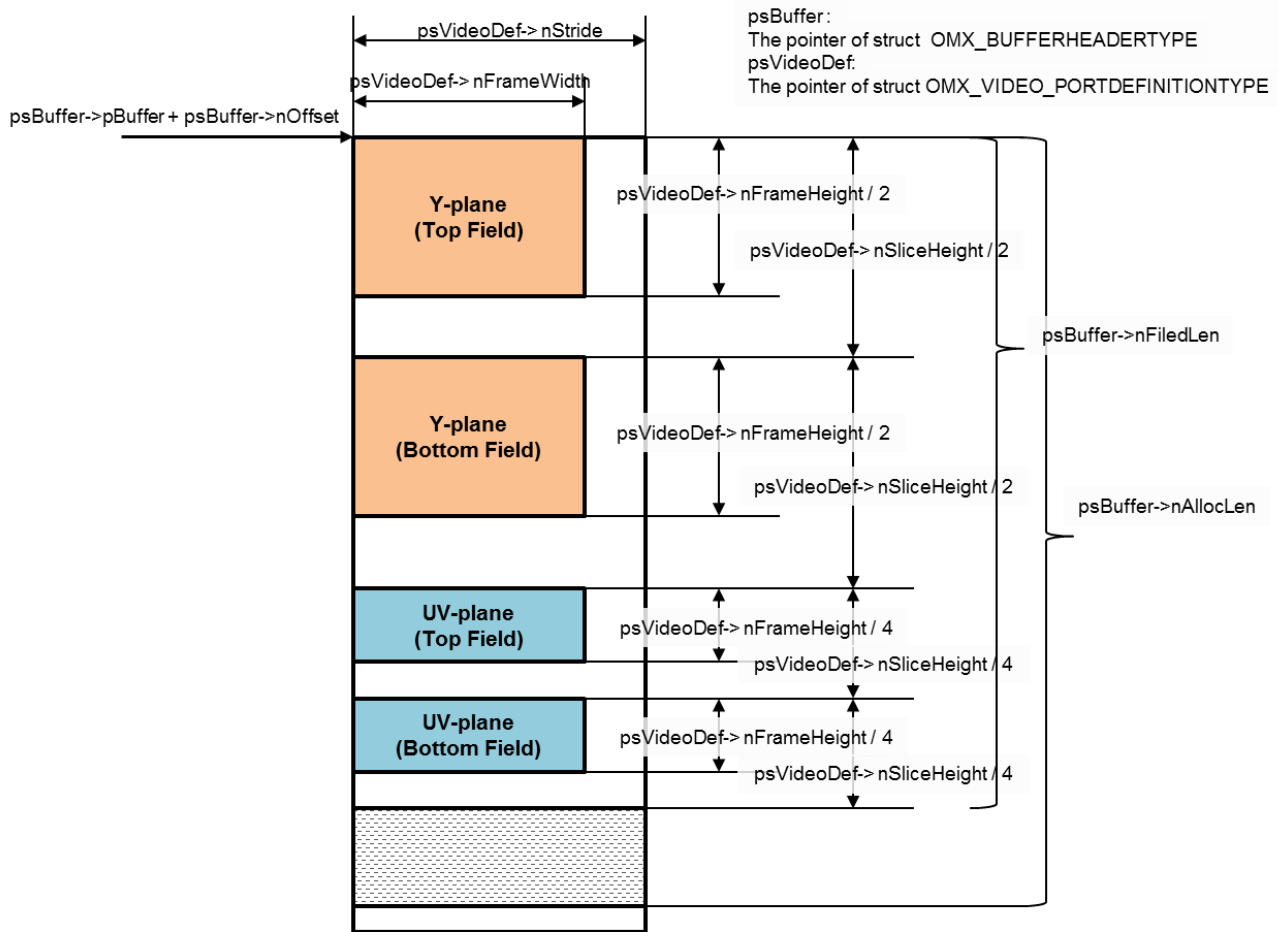 psVideoDef-> nStride
psBuffer:
The pointer of struct OMX_BUFFERHEADERTYPE
psVideoDef:
The pointer of struct OMX_VIDEO_PORTDEFINITIONTYPE
psVideoDef-> nFrameWidth
psBuffer->pBuffer + psBuffer->nOffset
Y-plane
(Top Field)
psVideoDef-> nFrameHeight / 2
psVideoDef-> nSliceHeight / 2
psBuffer->nFiledLen
Y-plane
(Bottom Field)
psVideoDef-> nFrameHeight / 2
psVideoDef-> nSliceHeight / 2
psBuffer->nAllocLen
UV-plane
(Top Field)
psVideoDef-> nFrameHeight / 4
psVideoDef-> nSliceHeight / 4
UV-plane
(Bottom Field)
psVideoDef-> nFrameHeight / 4
psVideoDef-> nSliceHeight / 4